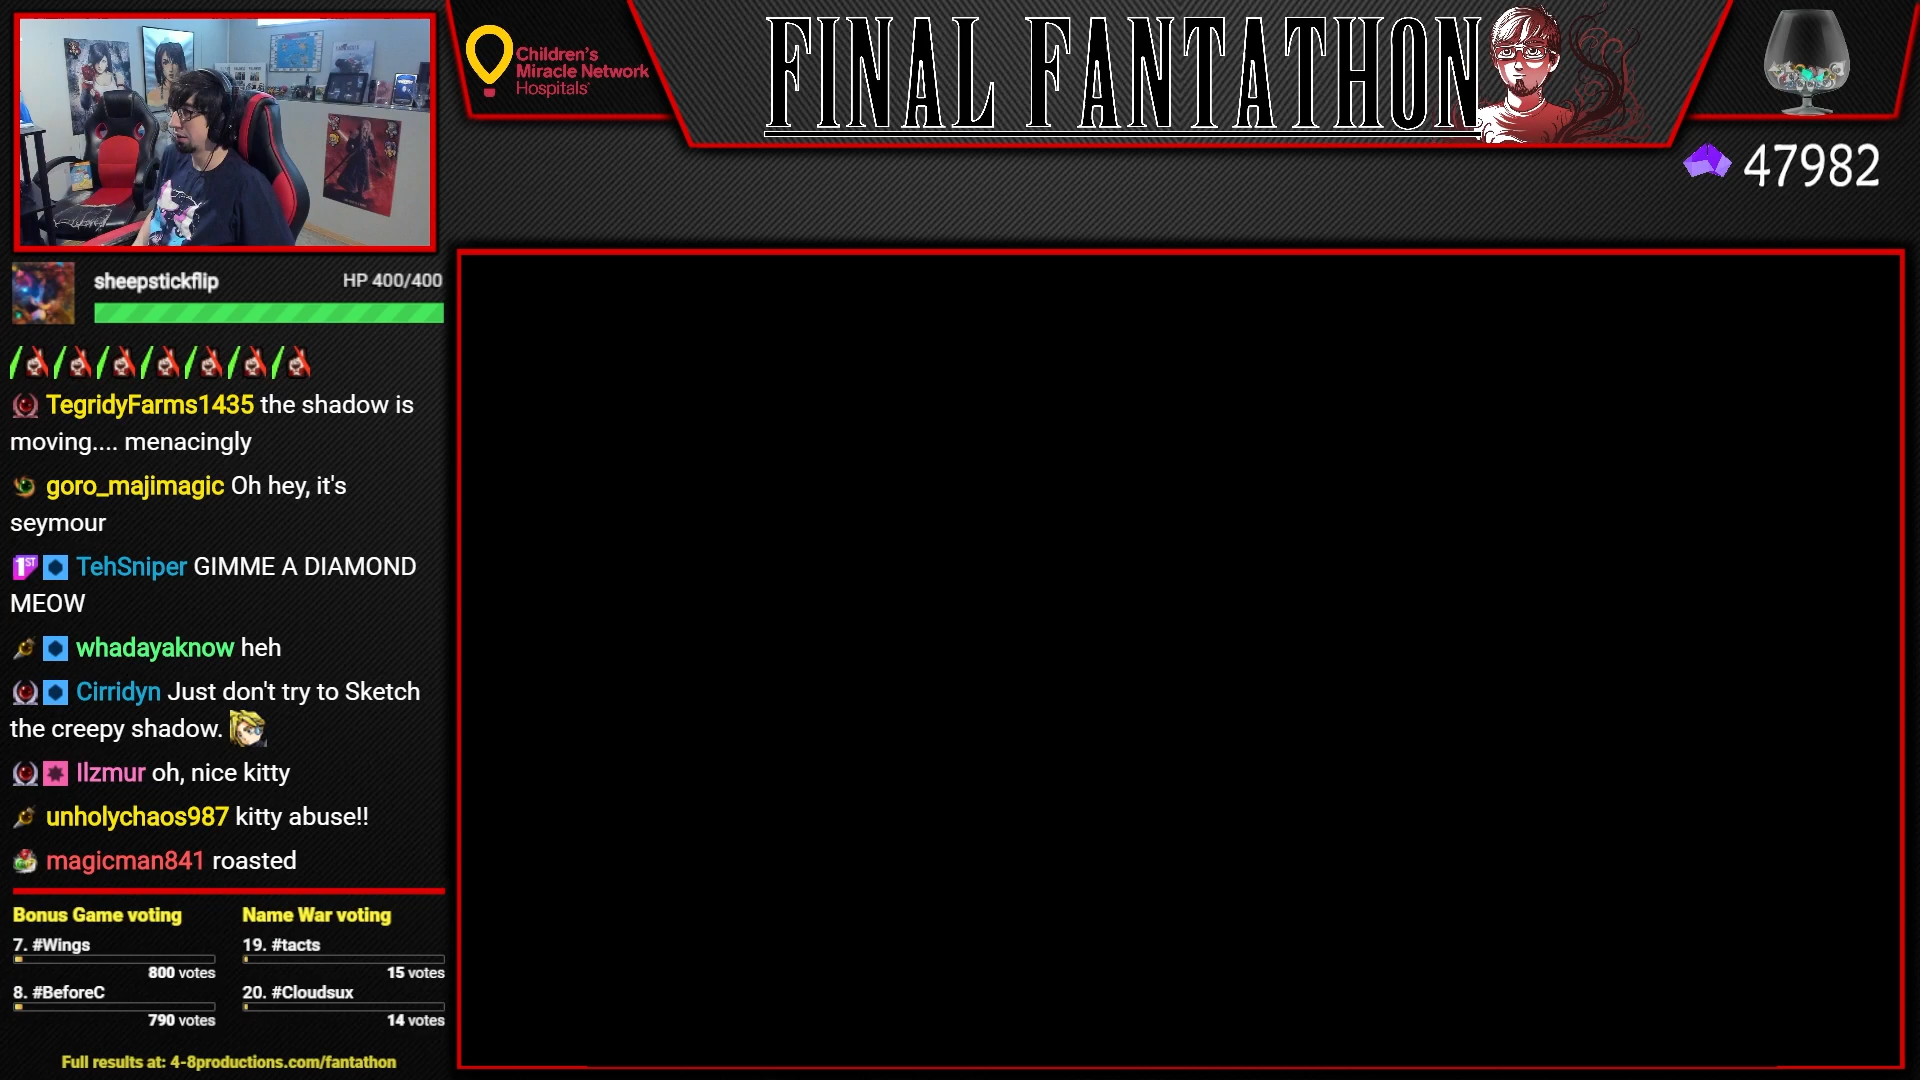 Children's
Miracle Network
Hospitals
FINAL FANTATHON
47982
sheepstickflip
HP 400/400
TegridyFarms1435 the shadow is
moving.... menacingly
goro_majimagic Oh hey, it's
seymour
1ST TehSniper GIMME A DIAMOND
MEOW
whadayaknow heh
Cirridyn Just don't try to Sketch
the creepy shadow.
Ilzmur oh, nice kitty
unholychaos987 kitty abuse!!
magicman841 roasted
Bonus Game voting
7. #Wings
800 votes
8. #BeforeC
790 votes
Name War voting
19. #tacts
15 votes
20. #Cloudsux
14 votes
Full results at: 4-8productions.com/fantathon